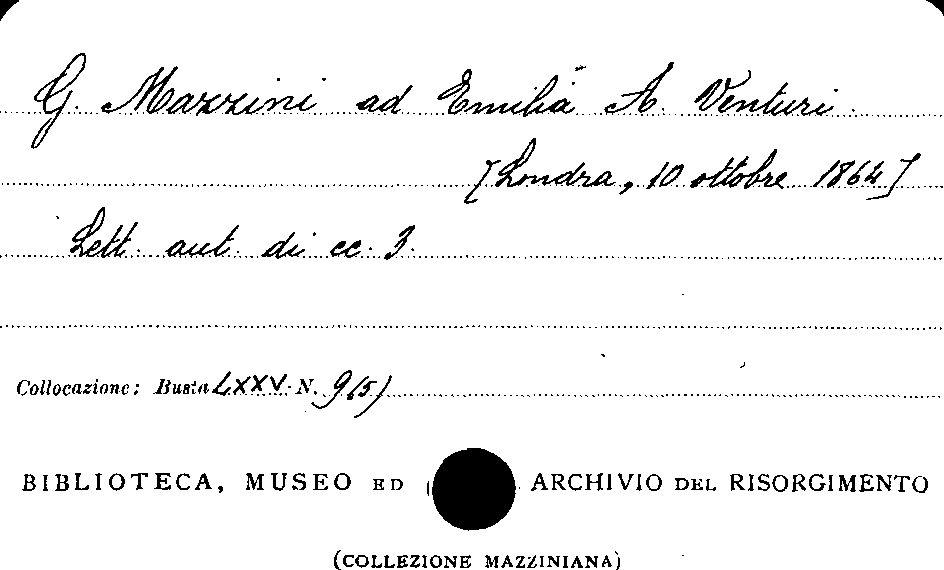 G. Mazzini ad Emilia A. Venturi.
[Londra, 10 ottobre 1864]
Lett. aut. di cc. 3.
Collocazione: Busta LXXV. N. 9(5)
BIBLIOTECA, MUSEO ED ARCHIVIO DEL RISORGIMENTO
(COLLEZIONE MAZZINIANA)